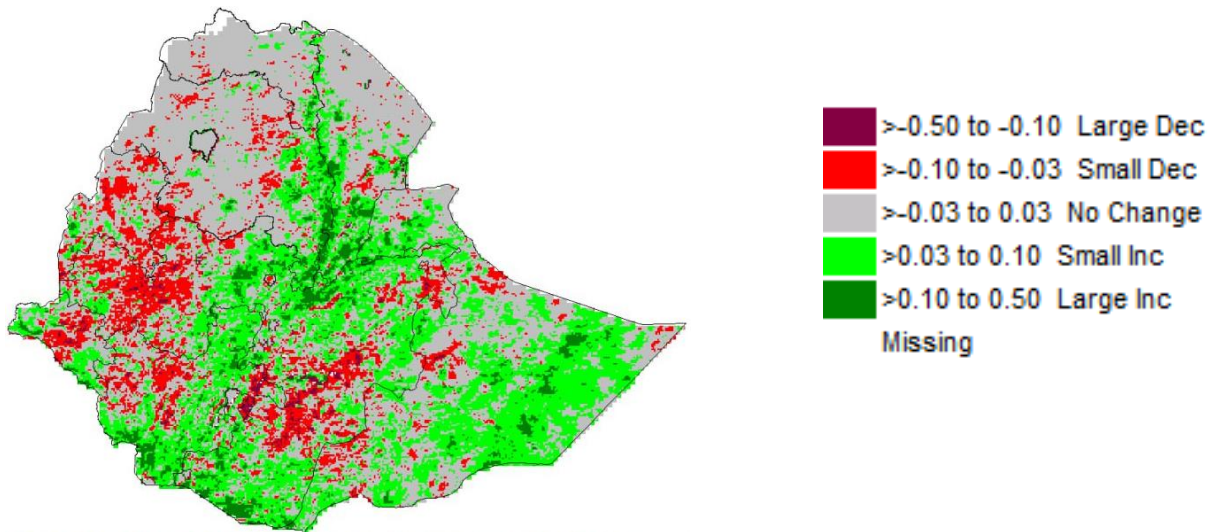 >-0.50 to -0.10 Large Dec
>-0.10 to -0.03 Small Dec
>-0.03 to 0.03 No Change
>0.03 to 0.10 Small Inc
>0.10 to 0.50 Large Inc
Missing